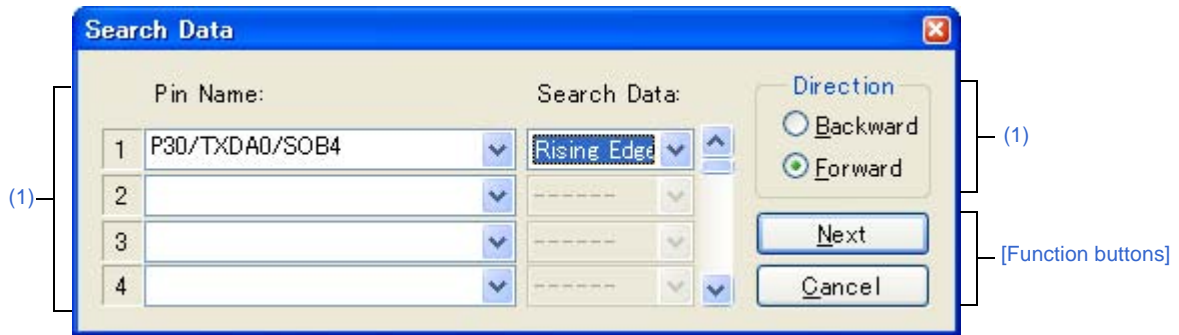 Search Data
Pin Name: Search Data: Direction
1 P30/TXDA0/SOB4 Rising Edge Backward
Forward
2 ------
3 ------ Next
4 ------ Cancel
(1)
(1)
[Function buttons]